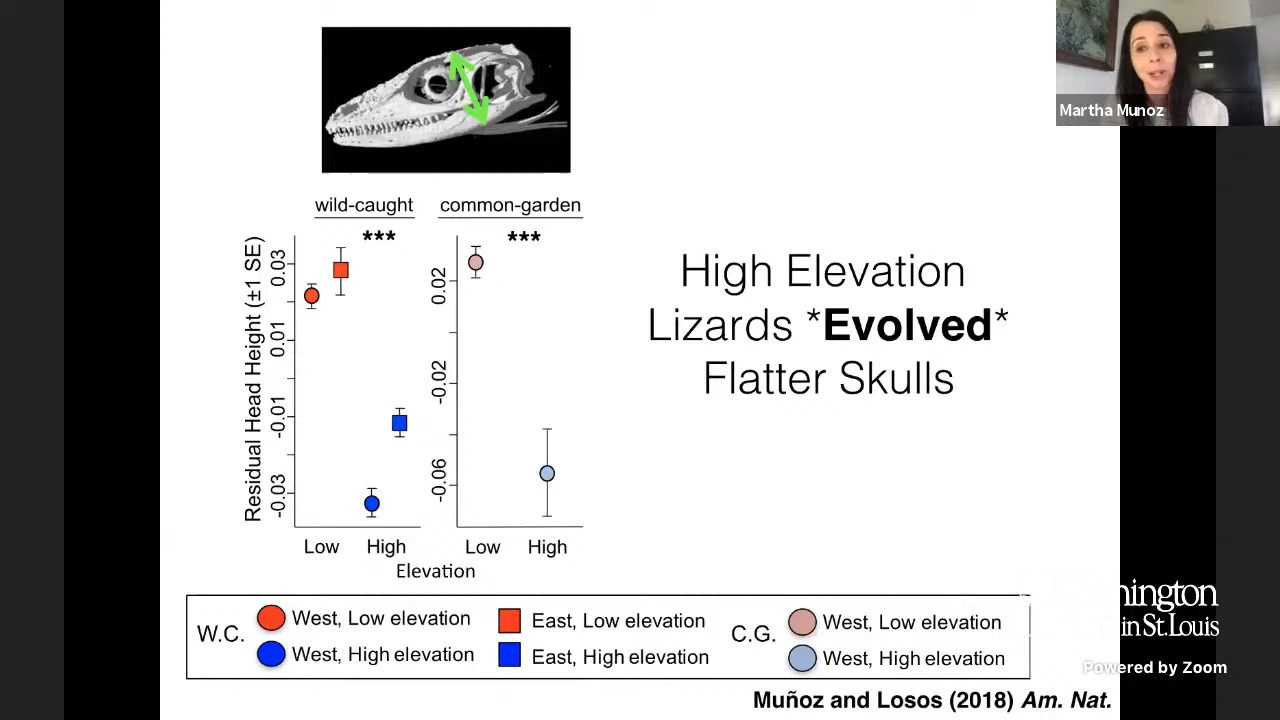 Martha Munoz
wild-caught
common-garden
***
***
Residual Head Height (±1 SE)
0.03
0.01
-0.01
-0.03
0.02
-0.02
-0.06
Low
High
Low
High
Elevation
High Elevation
Lizards *Evolved*
Flatter Skulls
W.C.
West, Low elevation
East, Low elevation
C.G.
West, Low elevation
West, High elevation
East, High elevation
West, High elevation
in St. Louis
Powered by Zoom
Muñoz and Losos (2018) Am. Nat.